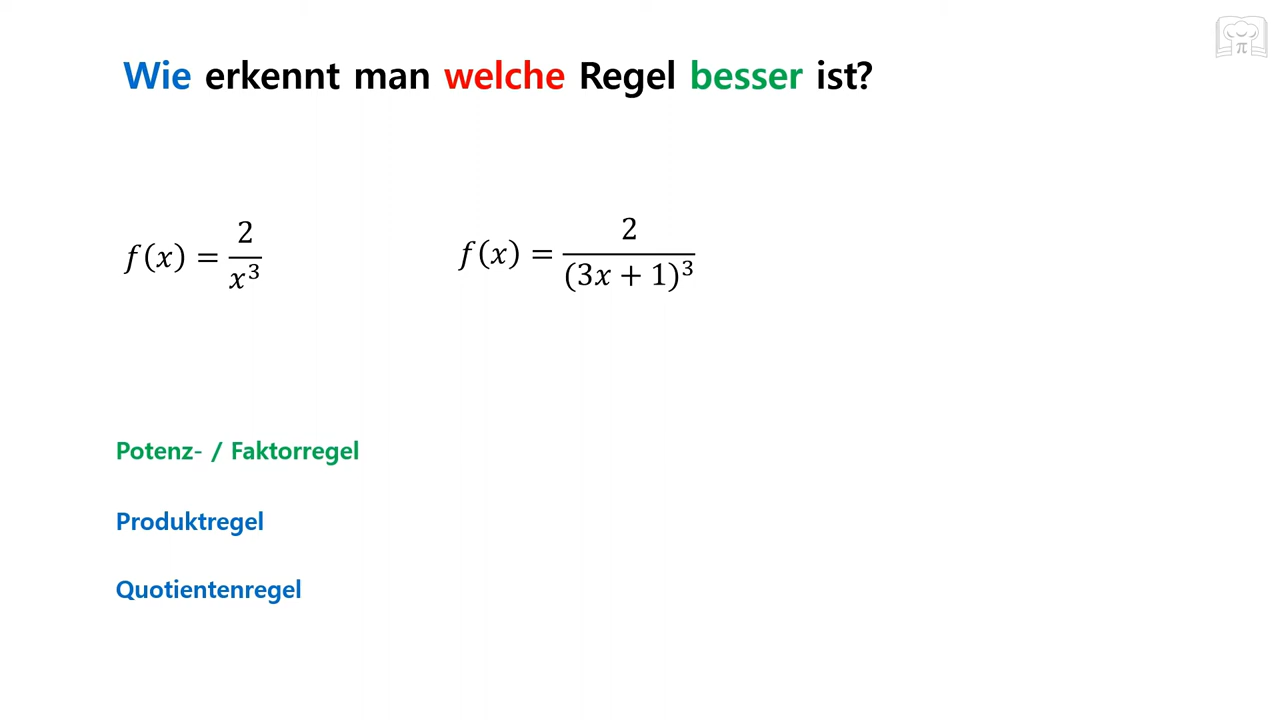 Wie erkennt man welche Regel besser ist?
f(x) = 2/x³
f(x) = 2/(3x + 1)³
Potenz- / Faktorregel
Produktregel
Quotientenregel
π